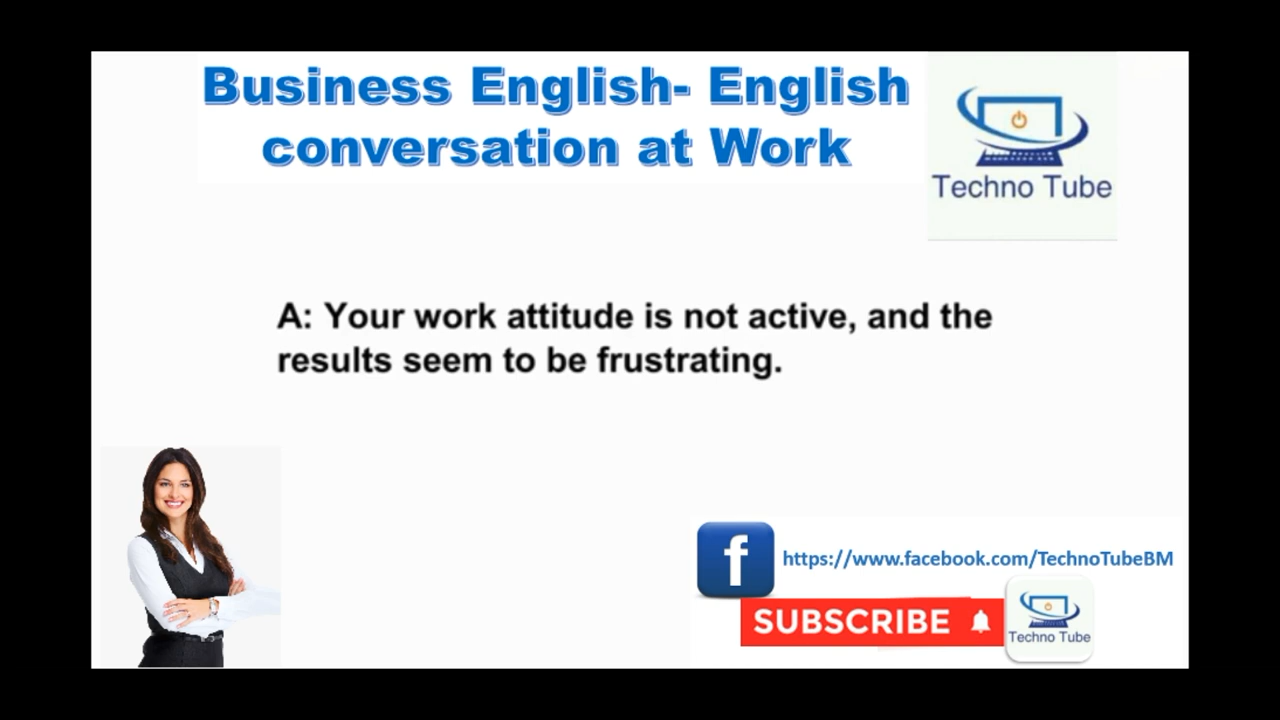 Business English- English
conversation at Work
Techno Tube
A: Your work attitude is not active, and the
results seem to be frustrating.
f
https://www.facebook.com/TechnoTubeBM
SUBSCRIBE
Techno Tube